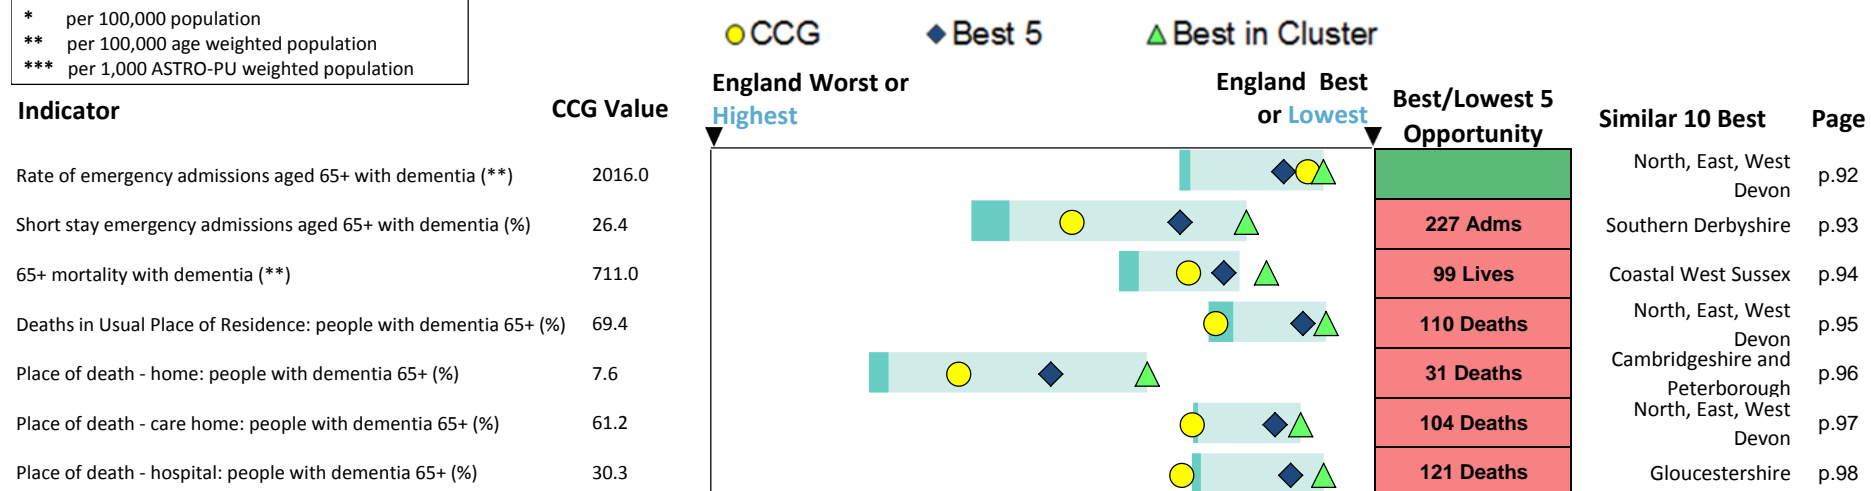 * per 100,000 population
** per 100,000 age weighted population
*** per 1,000 ASTRO-PU weighted population
CCG Best 5 Best in Cluster
Indicator CCG Value England Worst or Highest England Best or Lowest Best/Lowest 5 Opportunity Similar 10 Best Page
Rate of emergency admissions aged 65+ with dementia (**) 2016.0 North, East, West Devon p.92
Short stay emergency admissions aged 65+ with dementia (%) 26.4 227 Adms Southern Derbyshire p.93
65+ mortality with dementia (**) 711.0 99 Lives Coastal West Sussex p.94
Deaths in Usual Place of Residence: people with dementia 65+ (%) 69.4 110 Deaths North, East, West Devon p.95
Place of death - home: people with dementia 65+ (%) 7.6 31 Deaths Cambridgeshire and Peterborough p.96
Place of death - care home: people with dementia 65+ (%) 61.2 104 Deaths North, East, West Devon p.97
Place of death - hospital: people with dementia 65+ (%) 30.3 121 Deaths Gloucestershire p.98